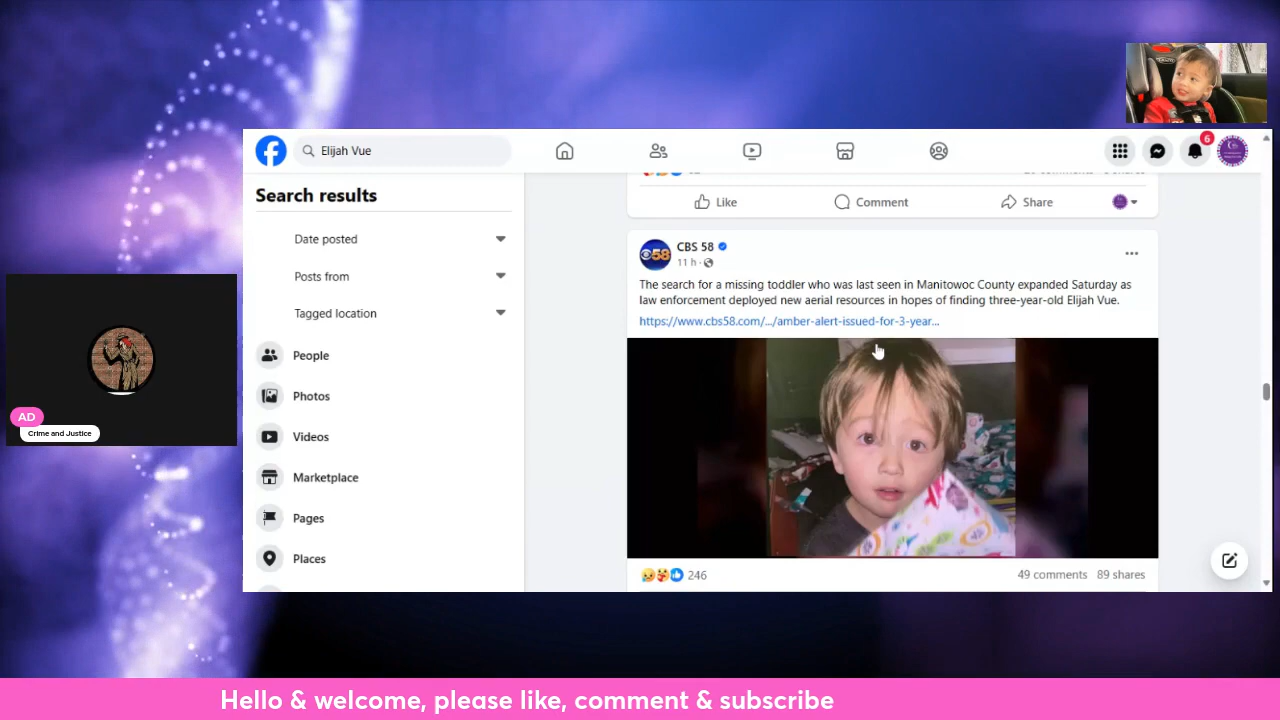 Elijah Vue
6
Search results
Date posted
Posts from
Tagged location
People
Photos
Videos
Marketplace
Pages
Places
Like
Comment
Share
CBS 58
11 h ·
The search for a missing toddler who was last seen in Manitowoc County expanded Saturday as
law enforcement deployed new aerial resources in hopes of finding three-year-old Elijah Vue.
https://www.cbs58.com/.../amber-alert-issued-for-3-year...
58
246
49 comments 89 shares
AD
Crime and Justice
Hello & welcome, please like, comment & subscribe